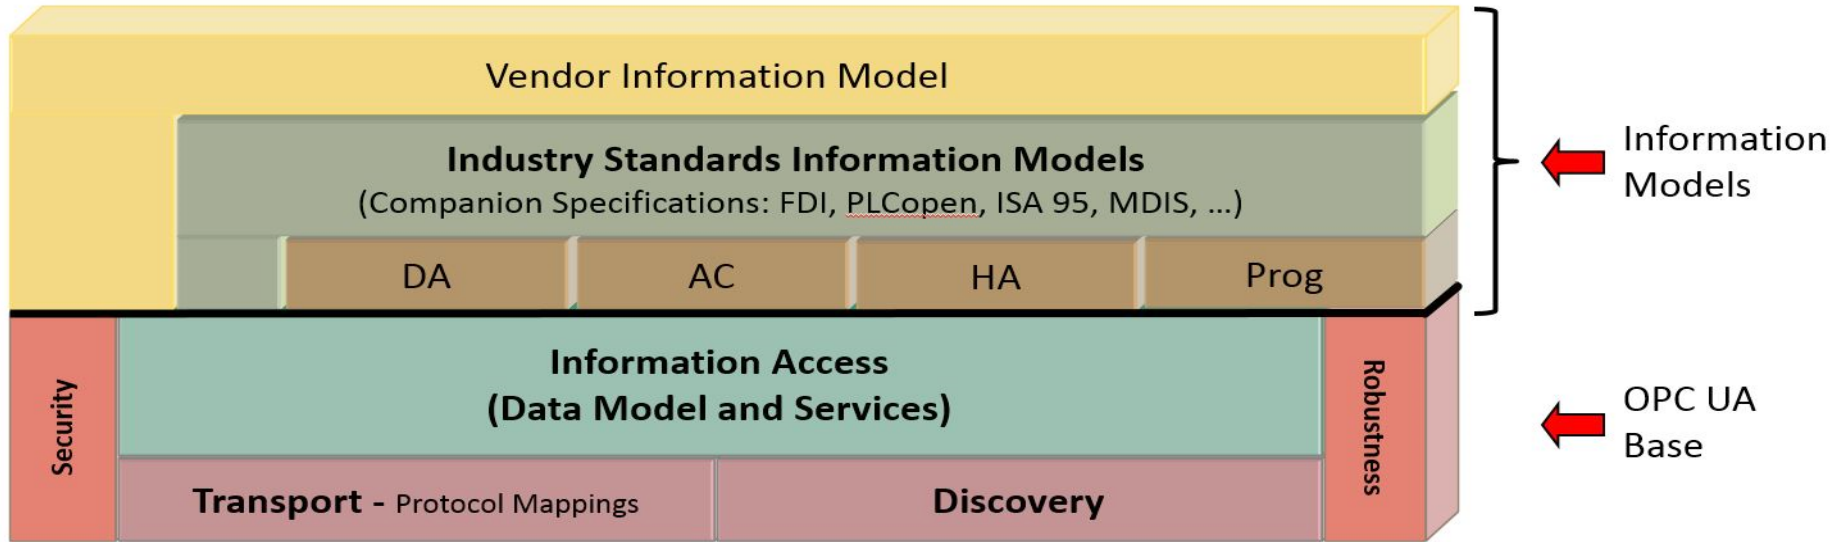 Vendor Information Model
Industry Standards Information Models
(Companion Specifications: FDI, PLCopen, ISA 95, MDIS, ...)
DA
AC
HA
Prog
Information
Models
Security
Information Access
(Data Model and Services)
Robustness
Transport - Protocol Mappings
Discovery
OPC UA
Base